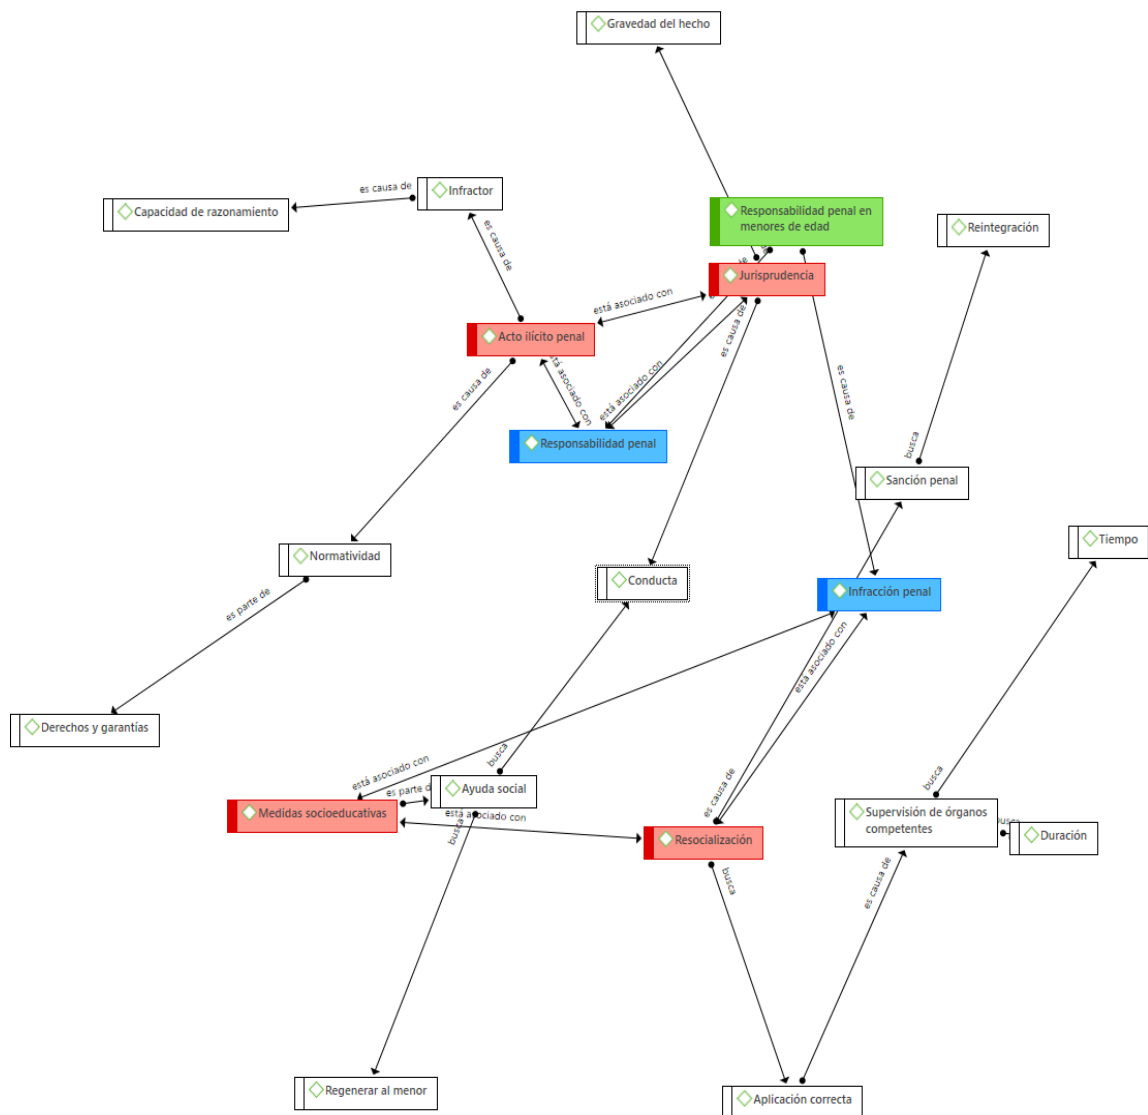 Gravedad del hecho
es causa de
Infractor
Capacidad de razonamiento
Responsabilidad penal en
menores de edad
Reintegración
es causa de
Jurisprudencia
está asociado con
Acto ilícito penal
es causa de
es causa de
está asociado con
está asociado con
es causa de
Responsabilidad penal
busca
Sanción penal
Tiempo
Normatividad
Conducta
Infracción penal
es parte de
está asociado con
Derechos y garantías
busca
está asociado con
es parte d
Ayuda social
busca
Medidas socioeducativas
está asociado con
busca
es causa de
Resocialización
Supervisión de órganos
competentes
Duración
busca
es causa de
Regenerar al menor
Aplicación correcta